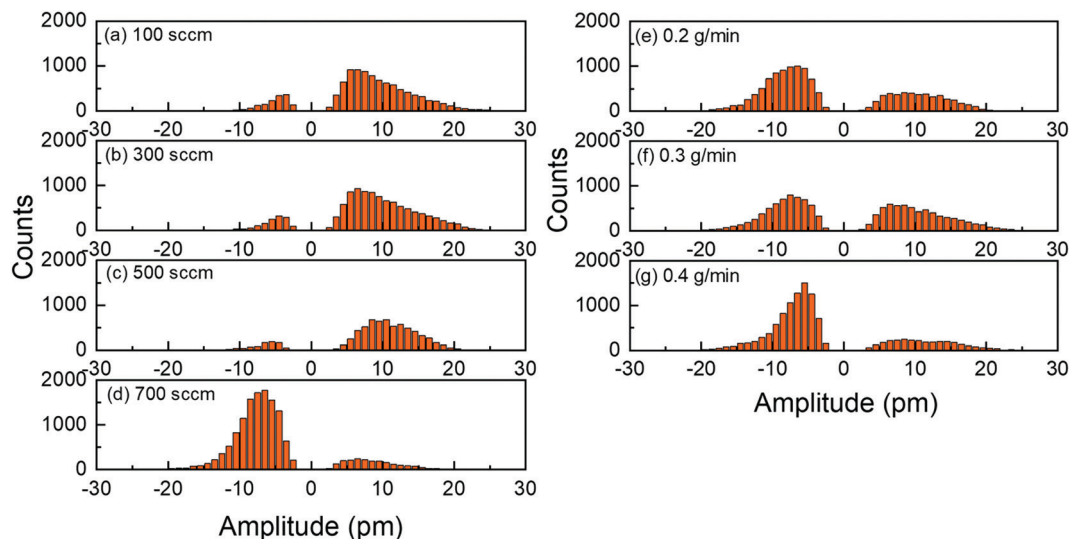 2000
(a) 100 sccm
1000
0
-30 -20 -10 0 10 20 30
2000
(b) 300 sccm
1000
0
-30 -20 -10 0 10 20 30
2000
(c) 500 sccm
1000
0
-30 -20 -10 0 10 20 30
2000
(d) 700 sccm
1000
0
-30 -20 -10 0 10 20 30
Counts
Amplitude (pm)
2000
(e) 0.2 g/min
1000
0
-30 -20 -10 0 10 20 30
2000
(f) 0.3 g/min
1000
0
-30 -20 -10 0 10 20 30
2000
(g) 0.4 g/min
1000
0
-30 -20 -10 0 10 20 30
Counts
Amplitude (pm)